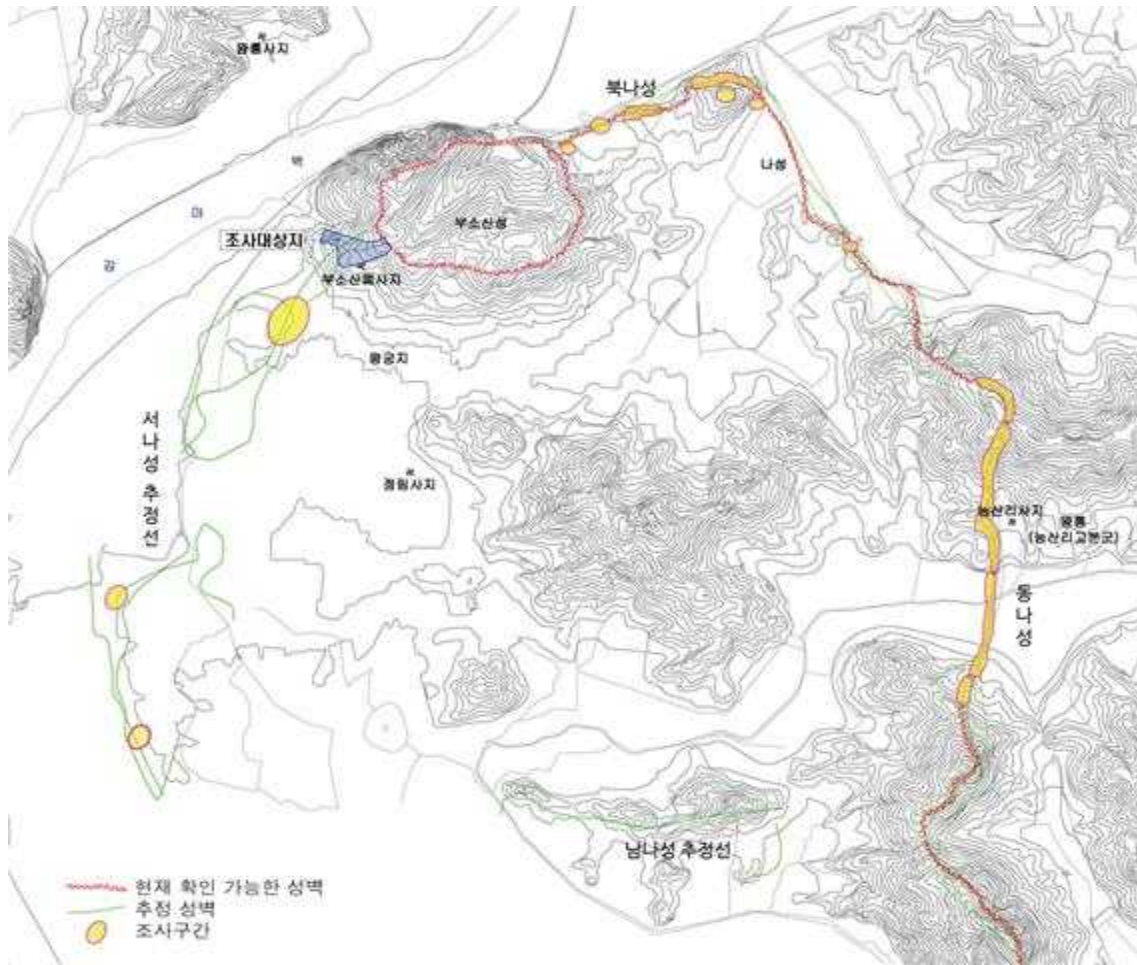 왕흥사지
북나성
나성
백
마
강
부소산성
조사대상지
부소산폐사지
왕궁지
서나성 추정선
정림사지
능산리사지
왕릉
(능산리고분군)
동나성
남나성 추정선
현재 확인 가능한 성벽
추정 성벽
조사구간